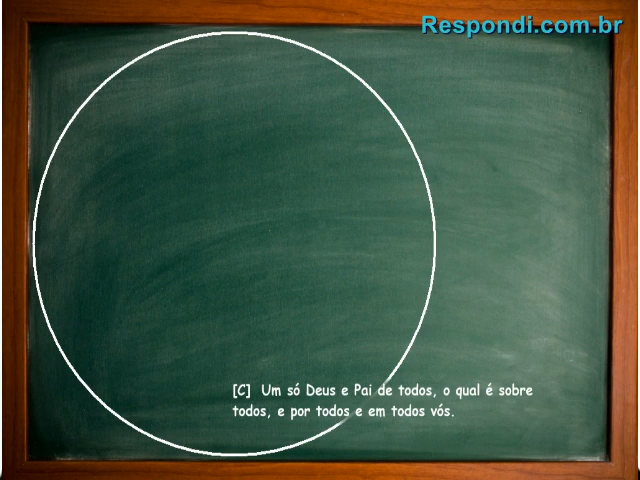 Respondi.com.br
[C] Um só Deus e Pai de todos, o qual é sobre
todos, e por todos e em todos vós.